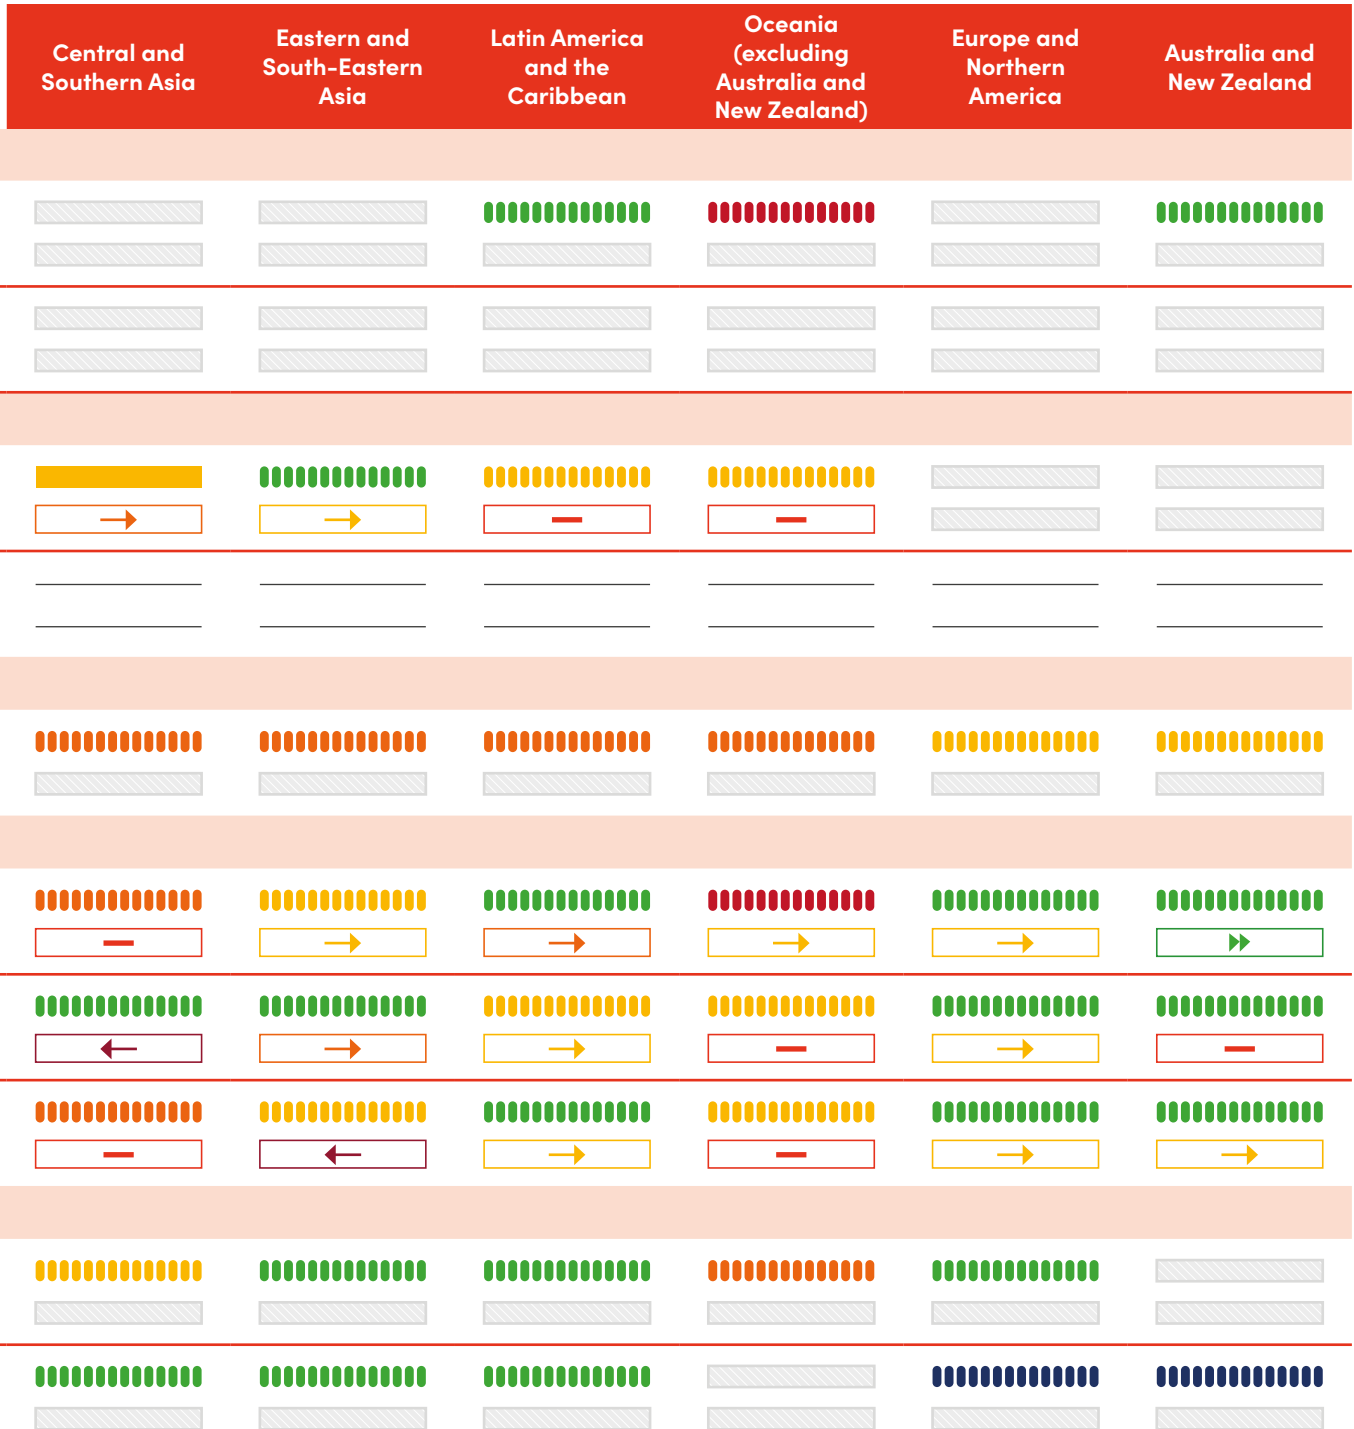 Central and
Southern Asia
Eastern and
South-Eastern
Asia
Latin America
and the
Caribbean
Oceania
(excluding
Australia and
New Zealand)
Europe and
Northern
America
Australia and
New Zealand